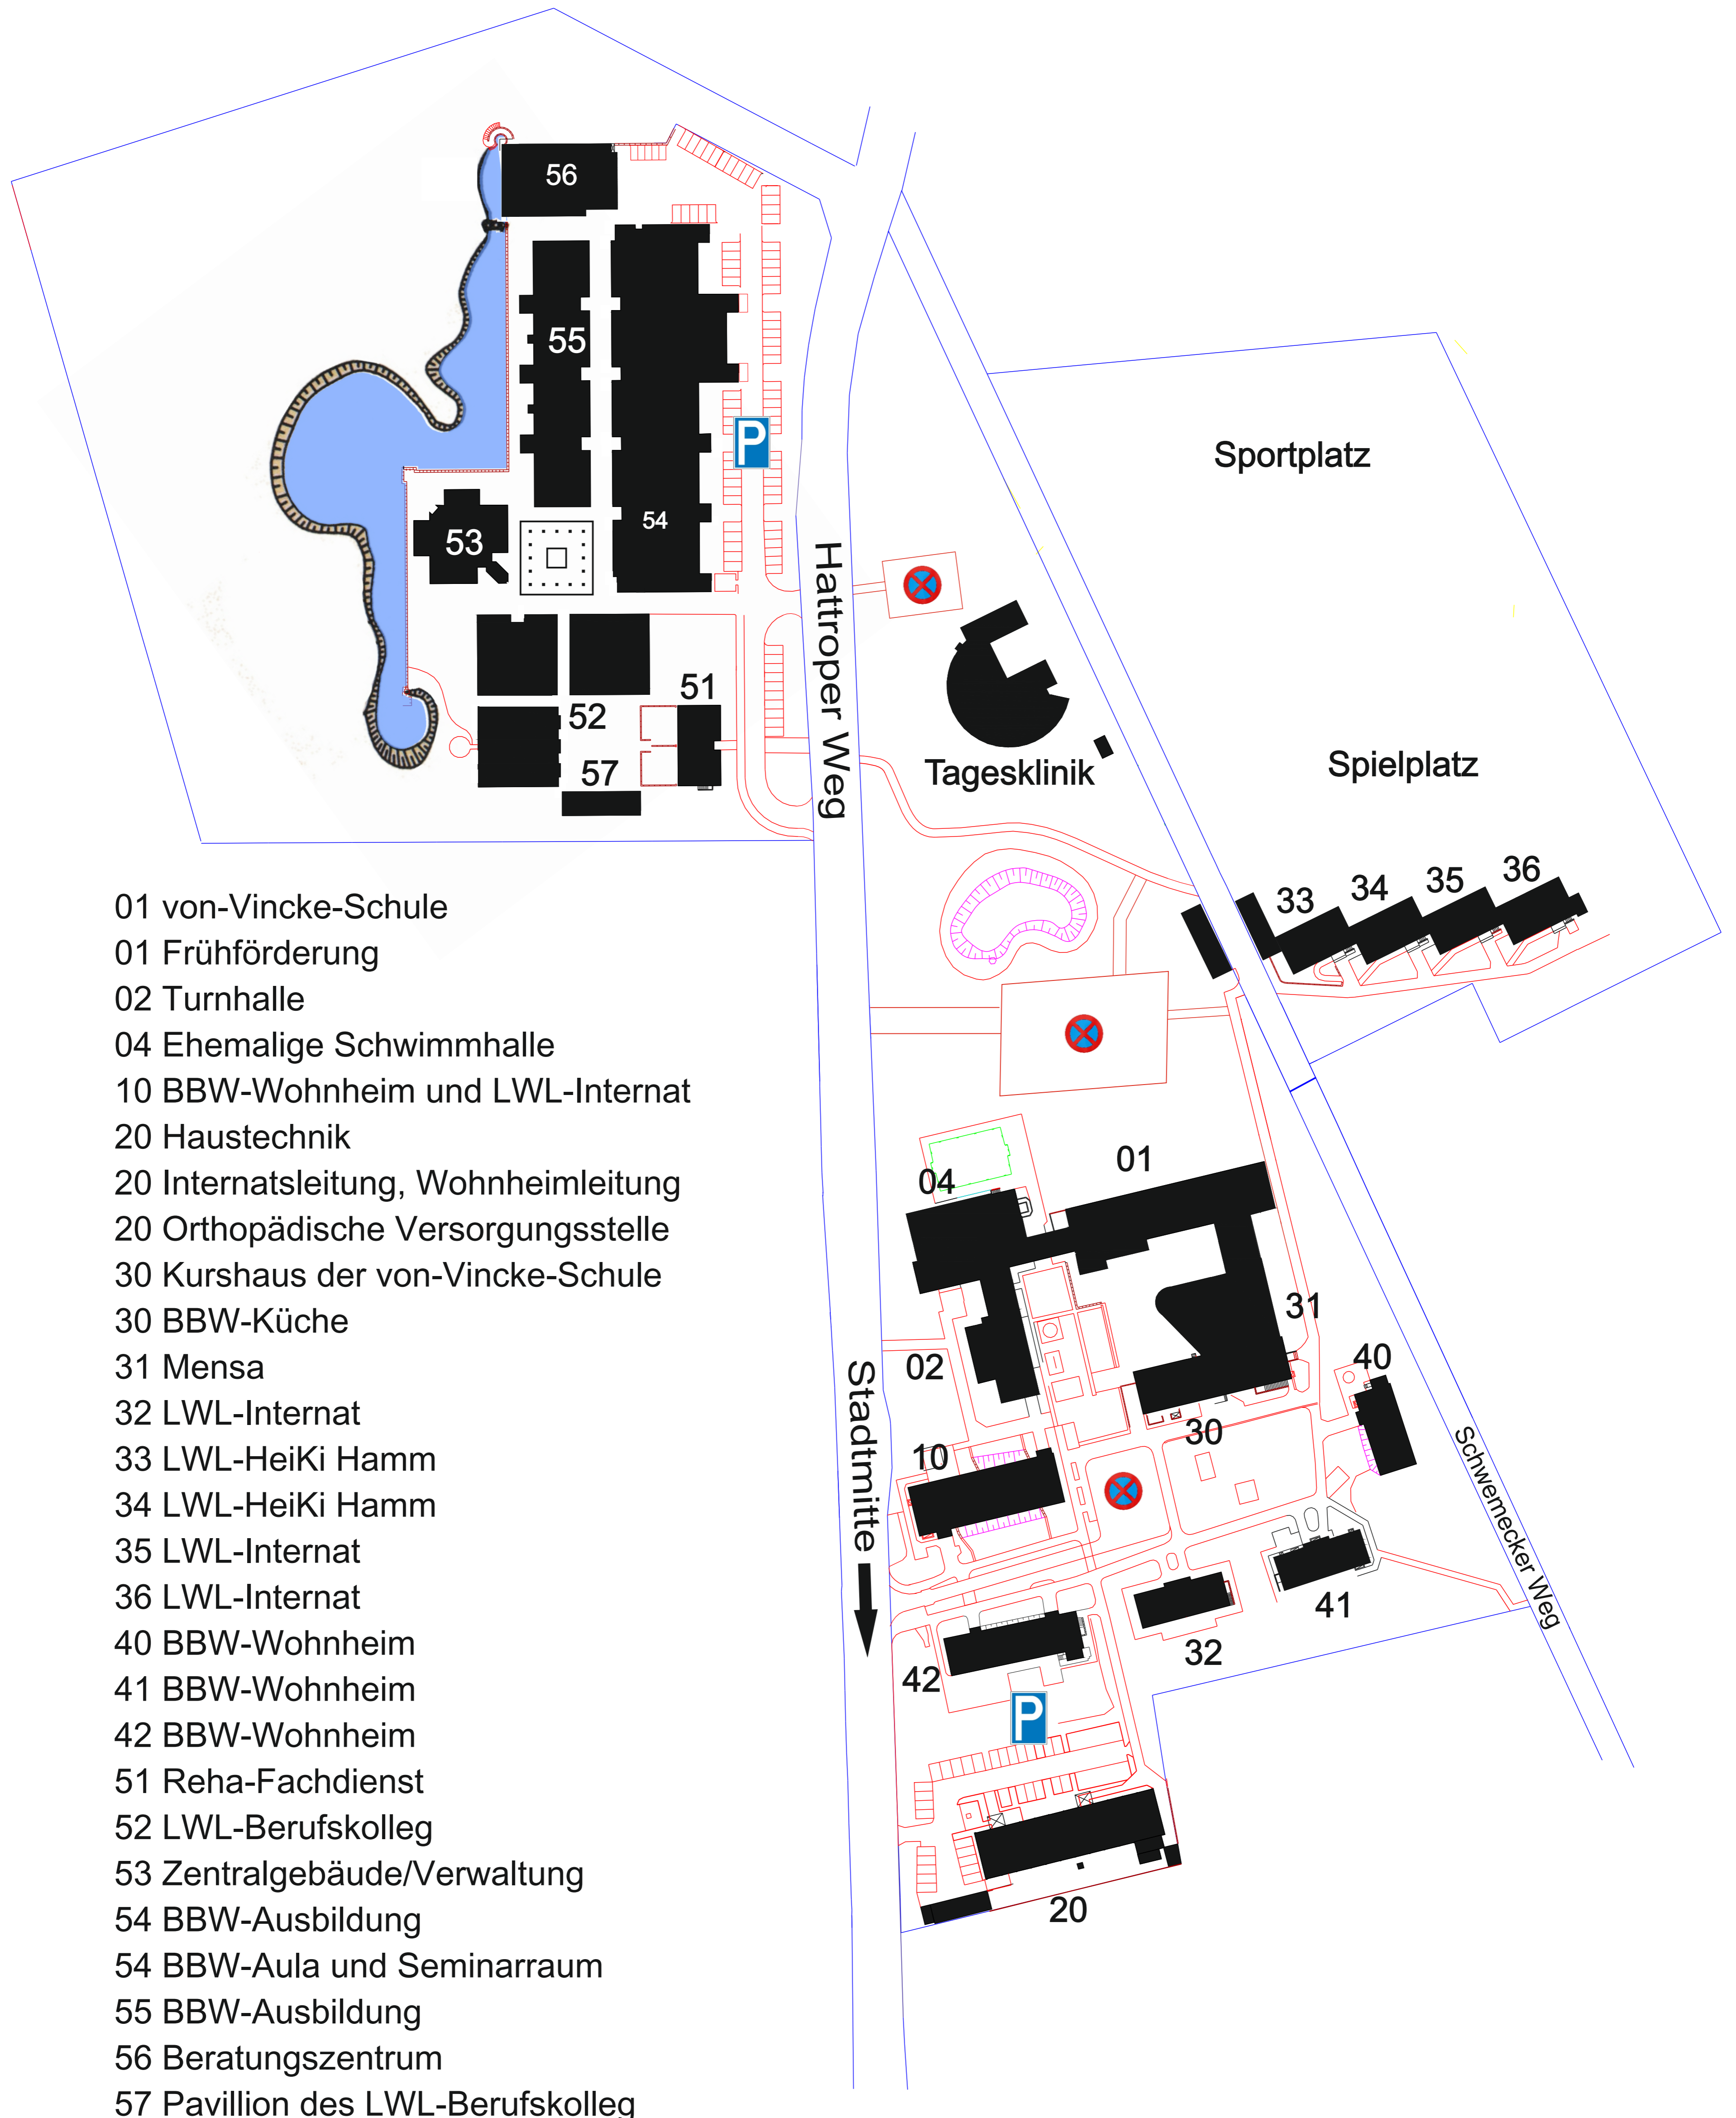 56
55
P
54
53
51
52
57
Hattroper Weg
Tagesklinik
Sportplatz
Spielplatz
33
34
35
36
01 von-Vincke-Schule
01 Frühförderung
02 Turnhalle
04 Ehemalige Schwimmhalle
10 BBW-Wohnheim und LWL-Internat
20 Haustechnik
20 Internatsleitung, Wohnheimleitung
20 Orthopädische Versorgungsstelle
30 Kurshaus der von-Vincke-Schule
30 BBW-Küche
31 Mensa
32 LWL-Internat
33 LWL-HeiKi Hamm
34 LWL-HeiKi Hamm
35 LWL-Internat
36 LWL-Internat
40 BBW-Wohnheim
41 BBW-Wohnheim
42 BBW-Wohnheim
51 Reha-Fachdienst
52 LWL-Berufskolleg
53 Zentralgebäude/Verwaltung
54 BBW-Ausbildung
54 BBW-Aula und Seminarraum
55 BBW-Ausbildung
56 Beratungszentrum
57 Pavillion des LWL-Berufskolleg
01
04
31
02
40
30
10
Stadtmitte
Schwemecker Weg
41
32
42
P
20